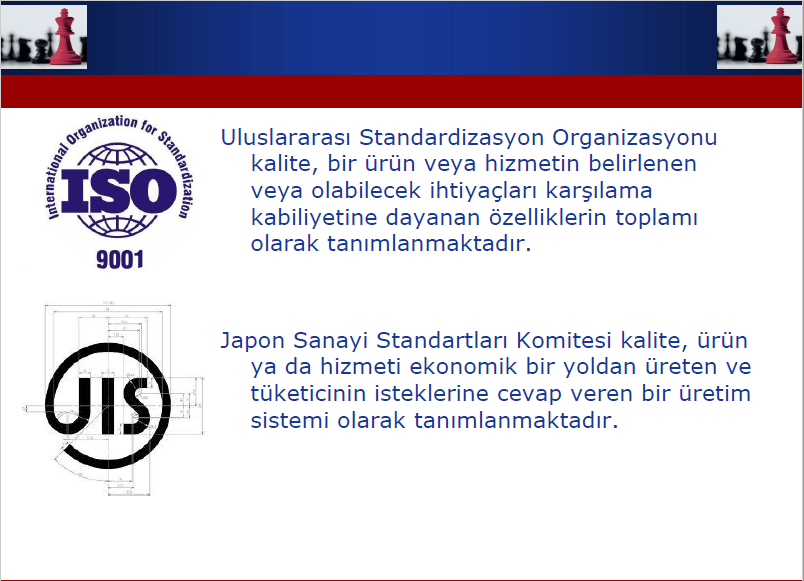 International Organization for Standardization
ISO
9001
Uluslararası Standardizasyon Organizasyonu
kalite, bir ürün veya hizmetin belirlenen
veya olabilecek ihtiyaçları karşılama
kabiliyetine dayanan özelliklerin toplamı
olarak tanımlanmaktadır.
JIS
Japon Sanayi Standartları Komitesi kalite, ürün
ya da hizmeti ekonomik bir yoldan üreten ve
tüketicinin isteklerine cevap veren bir üretim
sistemi olarak tanımlanmaktadır.